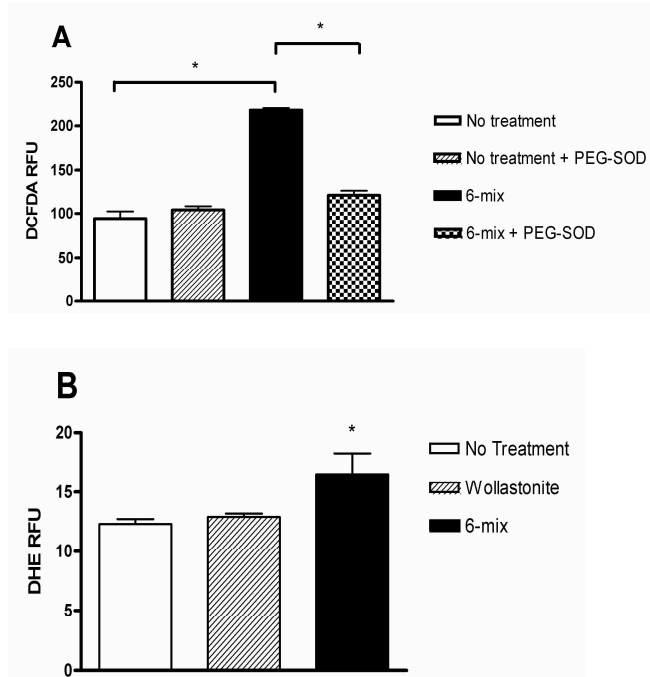 A
*
*
250
200
150
100
50
0
DCFDA RFU
No treatment
No treatment + PEG-SOD
6-mix
6-mix + PEG-SOD
B
*
20
15
10
5
0
DHE RFU
No Treatment
Wollastonite
6-mix